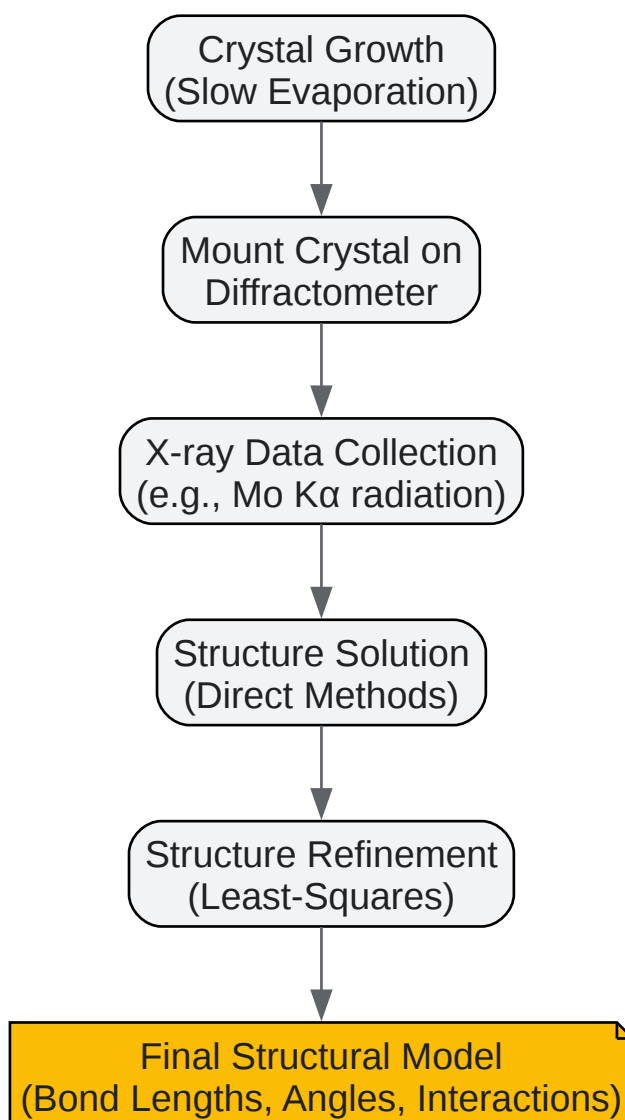 Crystal Growth
(Slow Evaporation)
Mount Crystal on
Diffractometer
X-ray Data Collection
(e.g., Mo Kα radiation)
Structure Solution
(Direct Methods)
Structure Refinement
(Least-Squares)
Final Structural Model
(Bond Lengths, Angles, Interactions)